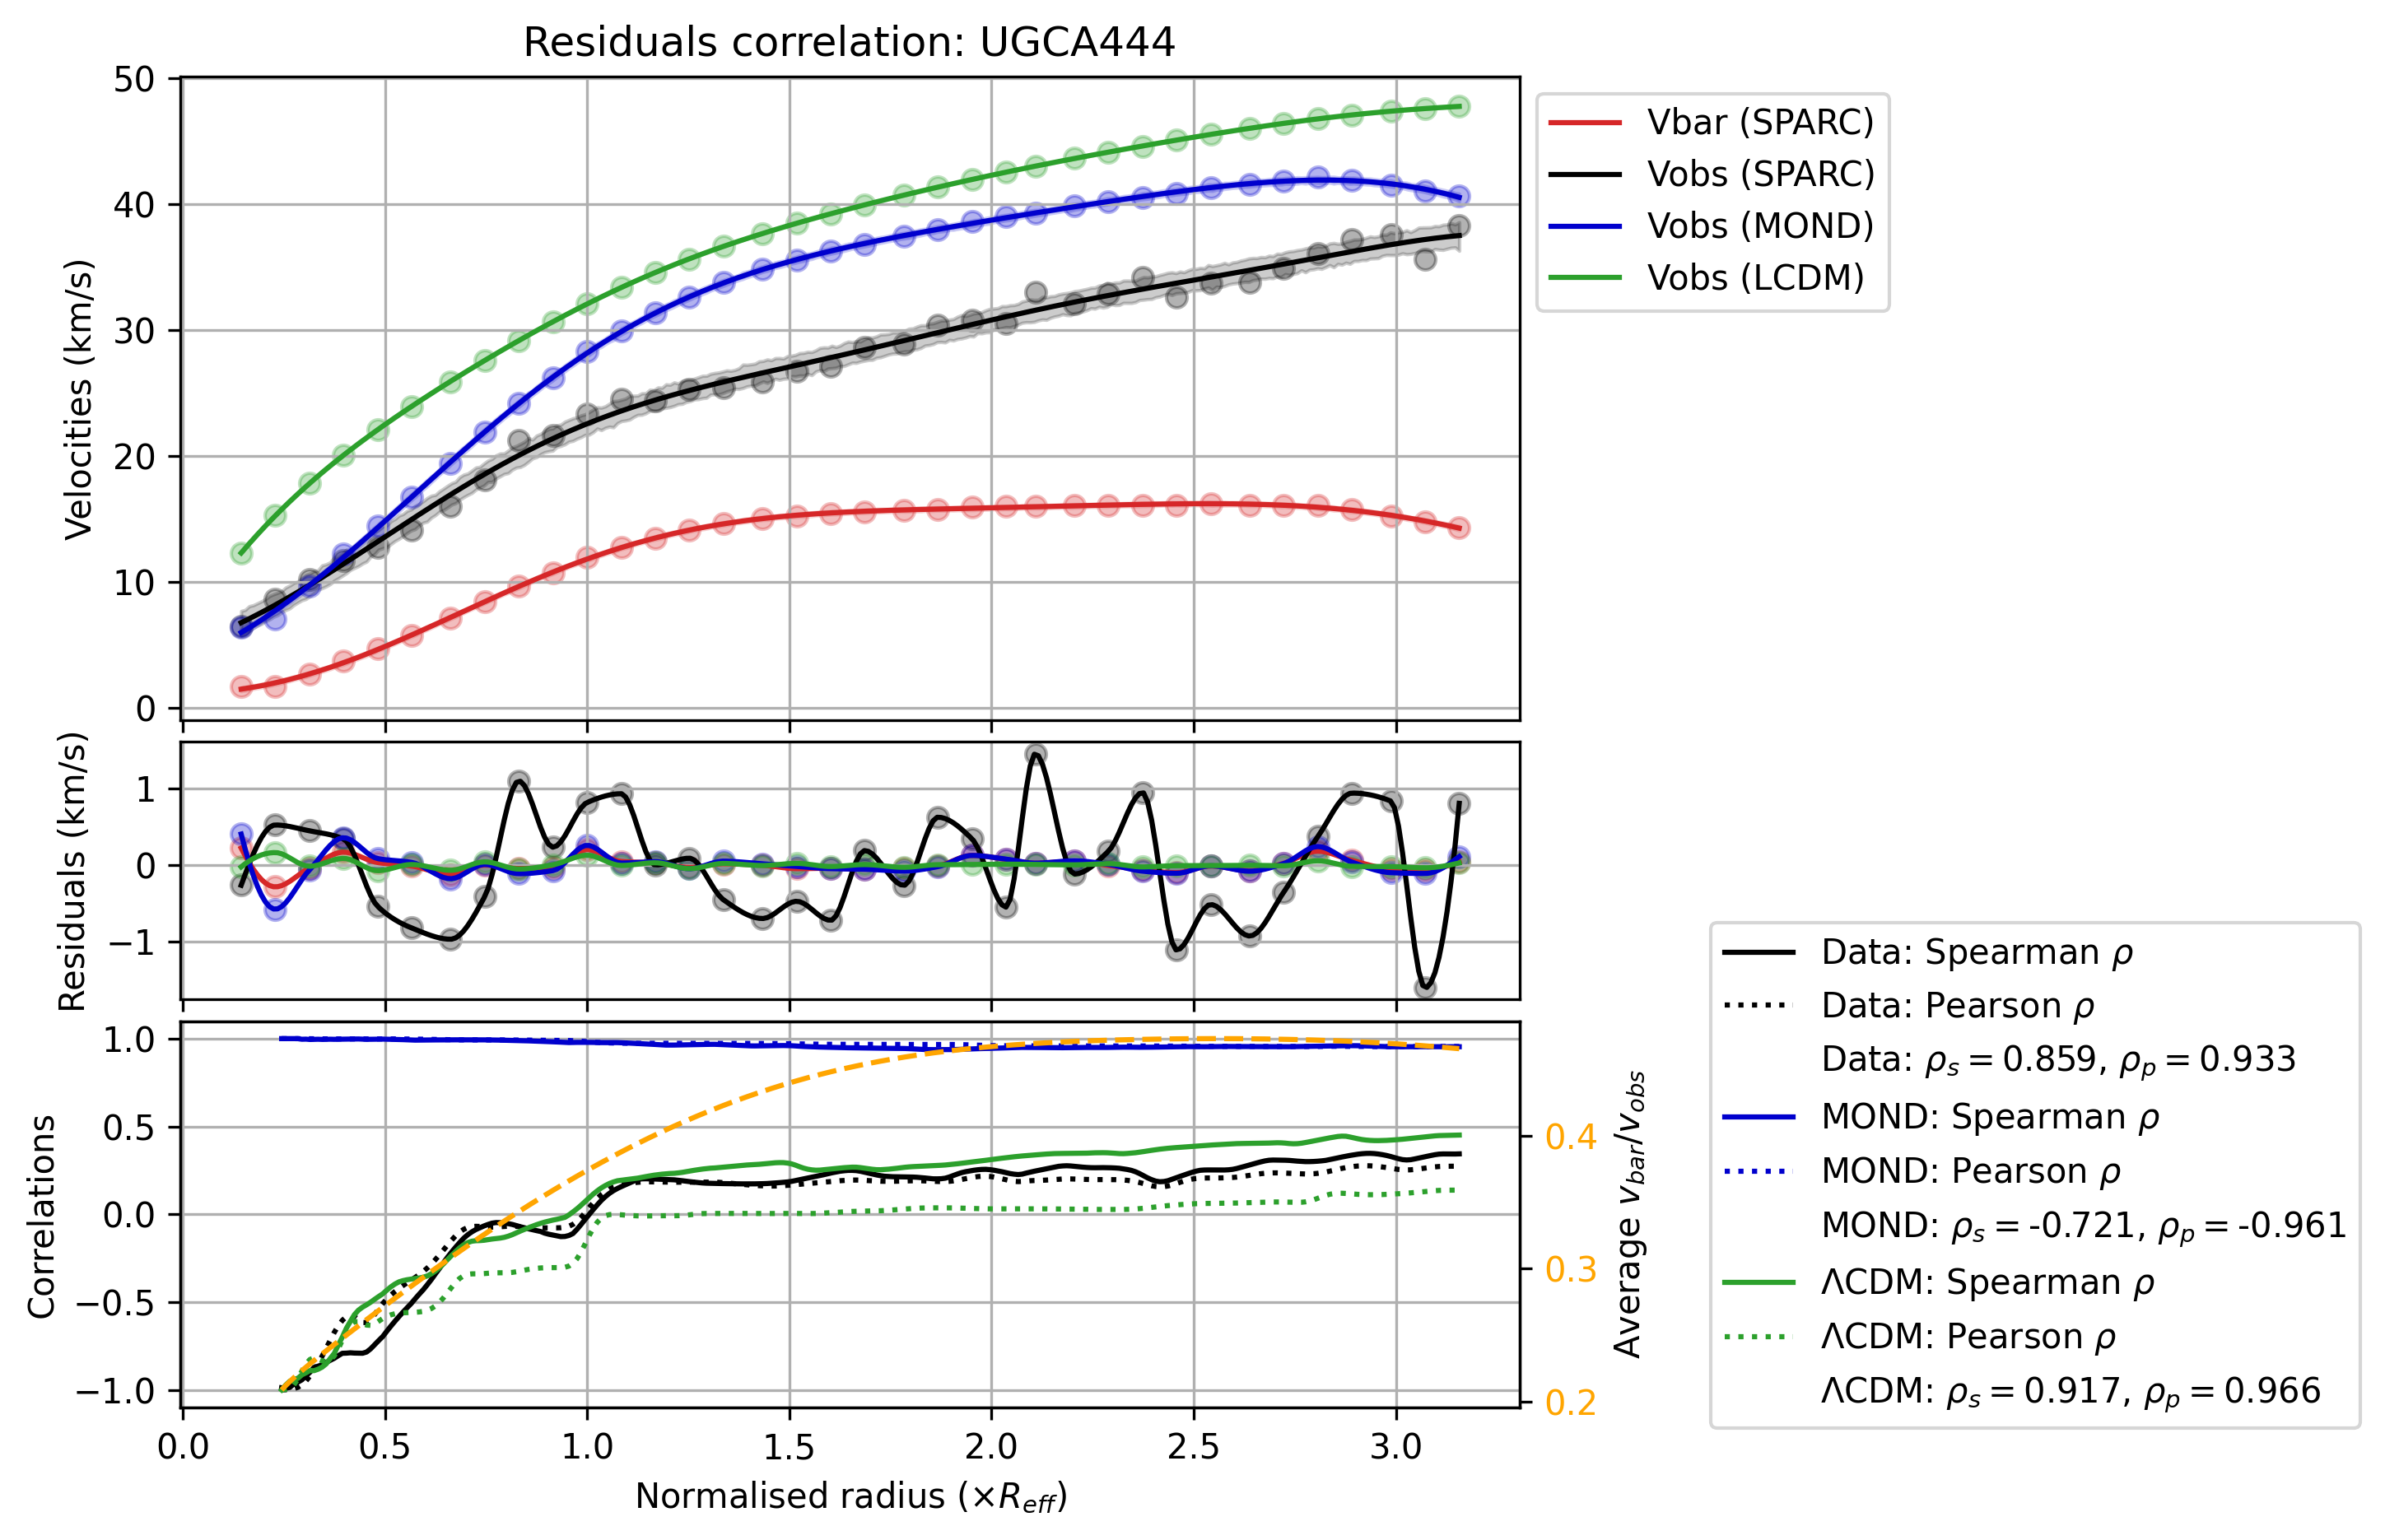 Residuals correlation: UGCA444
50
40
30
20
10
0
Velocities (km/s)
Vbar (SPARC)
Vobs (SPARC)
Vobs (MOND)
Vobs (LCDM)
1
0
−1
Residuals (km/s)
1.0
0.5
0.0
−0.5
−1.0
Correlations
0.4
0.3
0.2
Average v_bar/v_obs
0.0 0.5 1.0 1.5 2.0 2.5 3.0
Normalised radius (×R_eff)
Data: Spearman ρ
Data: Pearson ρ
Data: ρ_s = 0.859, ρ_p = 0.933
MOND: Spearman ρ
MOND: Pearson ρ
MOND: ρ_s = -0.721, ρ_p = -0.961
ΛCDM: Spearman ρ
ΛCDM: Pearson ρ
ΛCDM: ρ_s = 0.917, ρ_p = 0.966